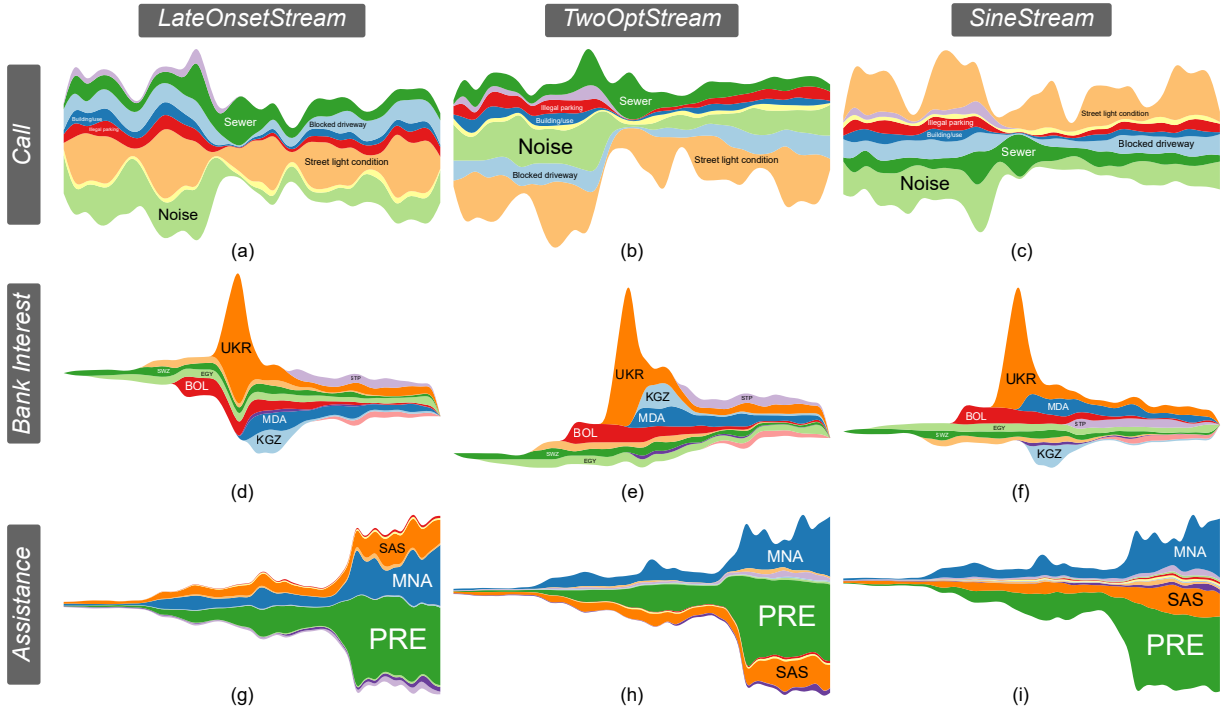 LateOnsetStream
TwoOptStream
SineStream
Call
Building/use
Illegal parking
Sewer
Blocked driveway
Street light condition
Noise
(a)
Illegal parking
Building/use
Sewer
Noise
Blocked driveway
Street light condition
(b)
Street light condition
Illegal parking
Building/use
Blocked driveway
Sewer
Noise
(c)
Bank Interest
UKR
SWZ
EGY
BOL
STP
MDA
KGZ
(d)
UKR
KGZ
STP
MDA
BOL
SWZ
EGY
(e)
UKR
MDA
BOL
STP
EGY
SWZ
KGZ
(f)
Assistance
SAS
MNA
PRE
(g)
MNA
PRE
SAS
(h)
MNA
SAS
PRE
(i)